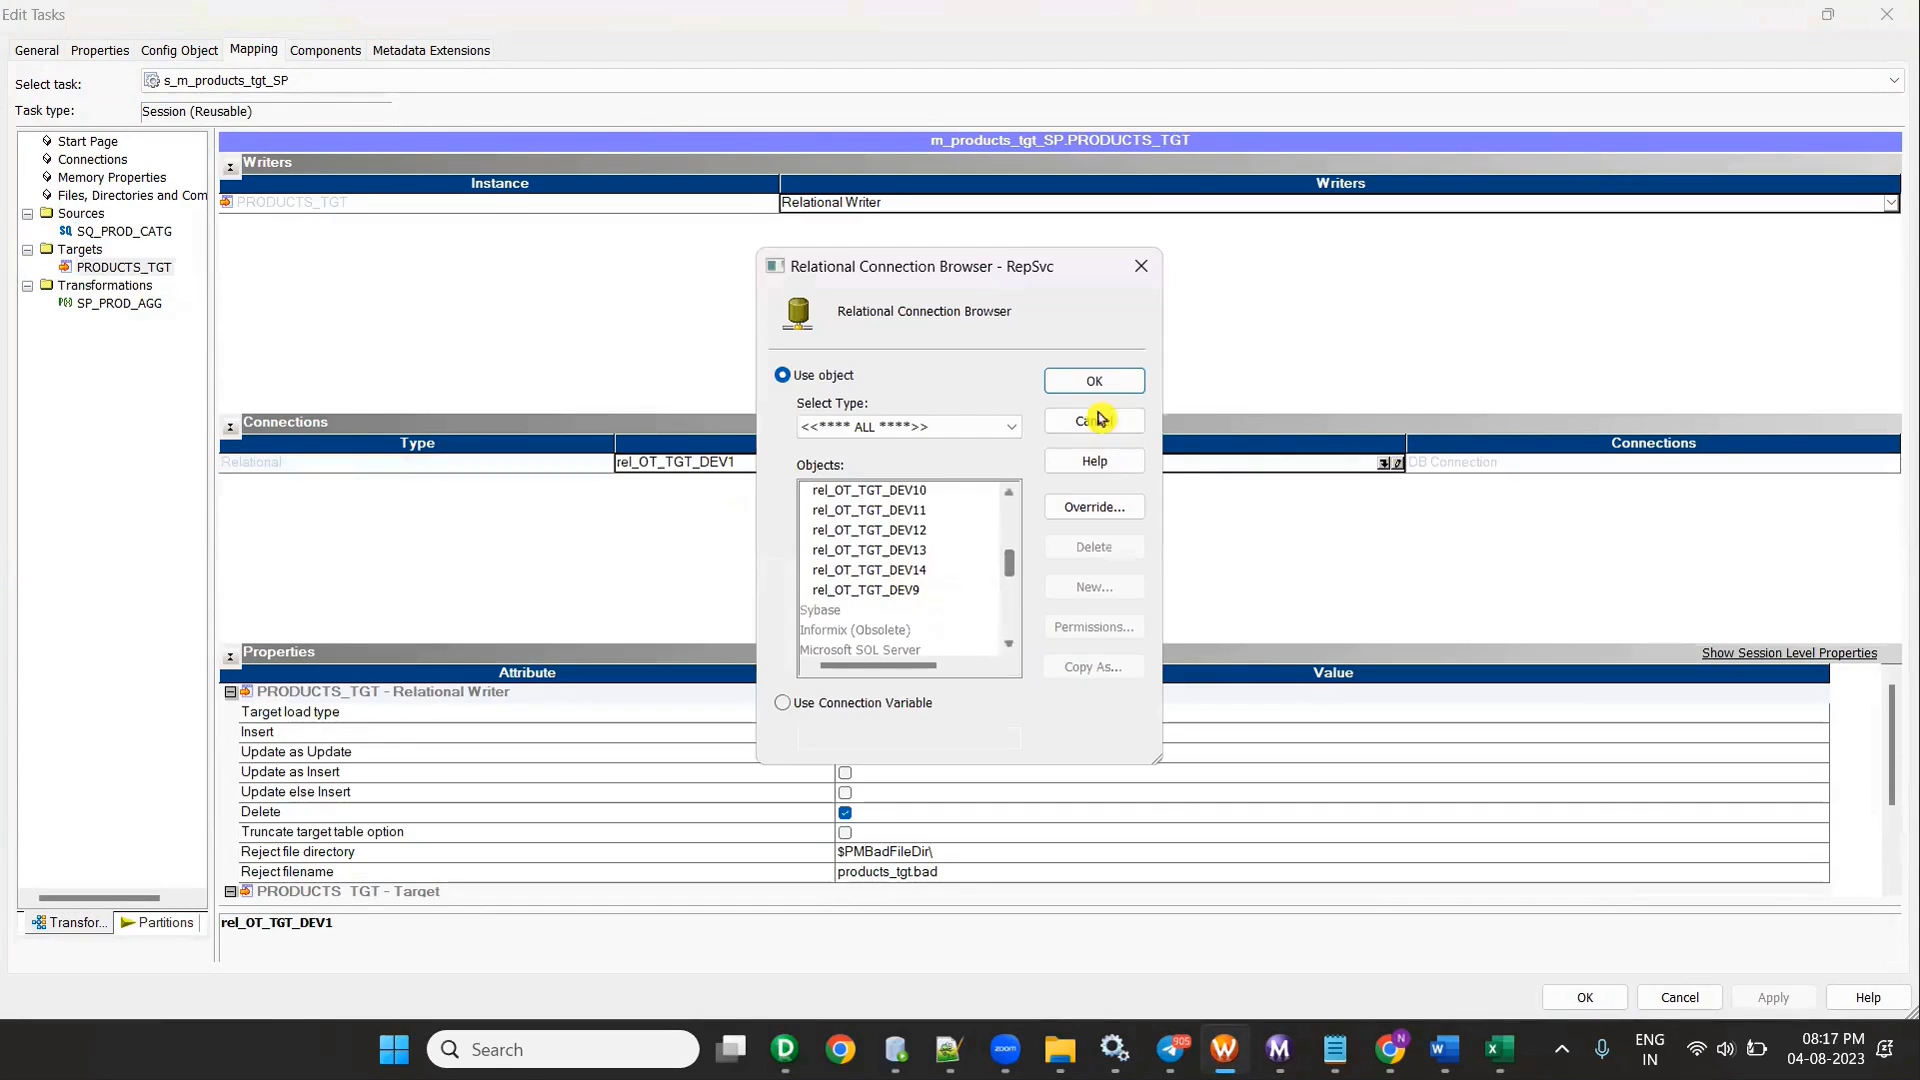 Edit Tasks
General Properties Config Object Mapping Components Metadata Extensions
Select task: s_m_products_tgt_SP
Task type: Session (Reusable)
Start Page
Connections
Memory Properties
Files, Directories and Com
Sources
SQ_PROD_CATG
Targets
PRODUCTS_TGT
Transformations
SP_PROD_AGG
Transfor... Partitions
m_products_tgt_SP.PRODUCTS_TGT
Writers
Instance Writers
PRODUCTS_TGT Relational Writer
Connections
Type Connections
Relational rel_OT_TGT_DEV1 DB Connection
Relational Connection Browser - RepSvc
Relational Connection Browser
Use object
Select Type:
<<**** ALL ****>>
Objects:
rel_OT_TGT_DEV10
rel_OT_TGT_DEV11
rel_OT_TGT_DEV12
rel_OT_TGT_DEV13
rel_OT_TGT_DEV14
rel_OT_TGT_DEV9
Sybase
Informix (Obsolete)
Microsoft SQL Server
Use Connection Variable
OK
Cancel
Help
Override...
Delete
New...
Permissions...
Copy As...
Properties Show Session Level Properties
Attribute Value
PRODUCTS_TGT - Relational Writer
Target load type
Insert
Update as Update
Update as Insert
Update else Insert
Delete
Truncate target table option
Reject file directory $PMBadFileDir\
Reject filename products_tgt.bad
PRODUCTS_TGT - Target
rel_OT_TGT_DEV1
OK Cancel Apply Help
Search
D
zoom
905
W
M
N
W
X
ENG
IN
08:17 PM
04-08-2023